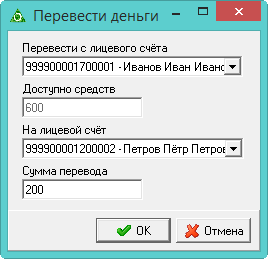 Перевести деньги
Перевести с лицевого счёта
999900001700001 - Иванов Иван Иванс
Доступно средств
600
На лицевой счёт
999900001200002 - Петров Пётр Петров
Сумма перевода
200
OK
Отмена